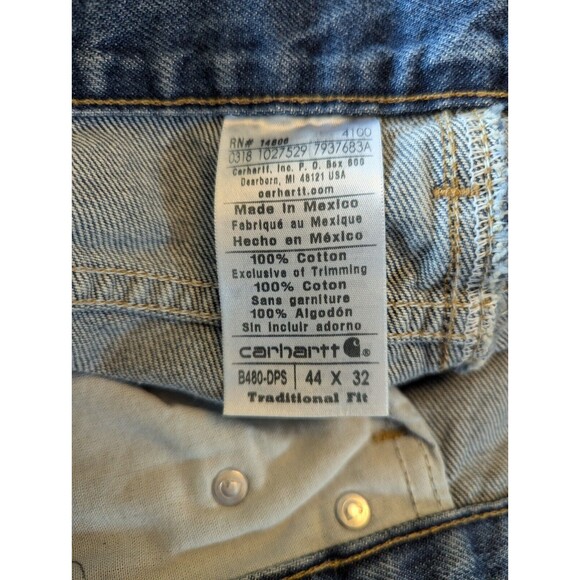 RN# 14806 4100
0318 1027529 7937683A
Carhartt, Inc. P. O. Box 600
Dearborn, MI 48121 USA
carhartt.com
Made in Mexico
Fabriqué au Mexique
Hecho en México
100% Cotton
Exclusive of Trimming
100% Coton
Sans garniture
100% Algodón
Sin incluir adorno
carhartt ®
B480-DPS 44 X 32
Traditional Fit